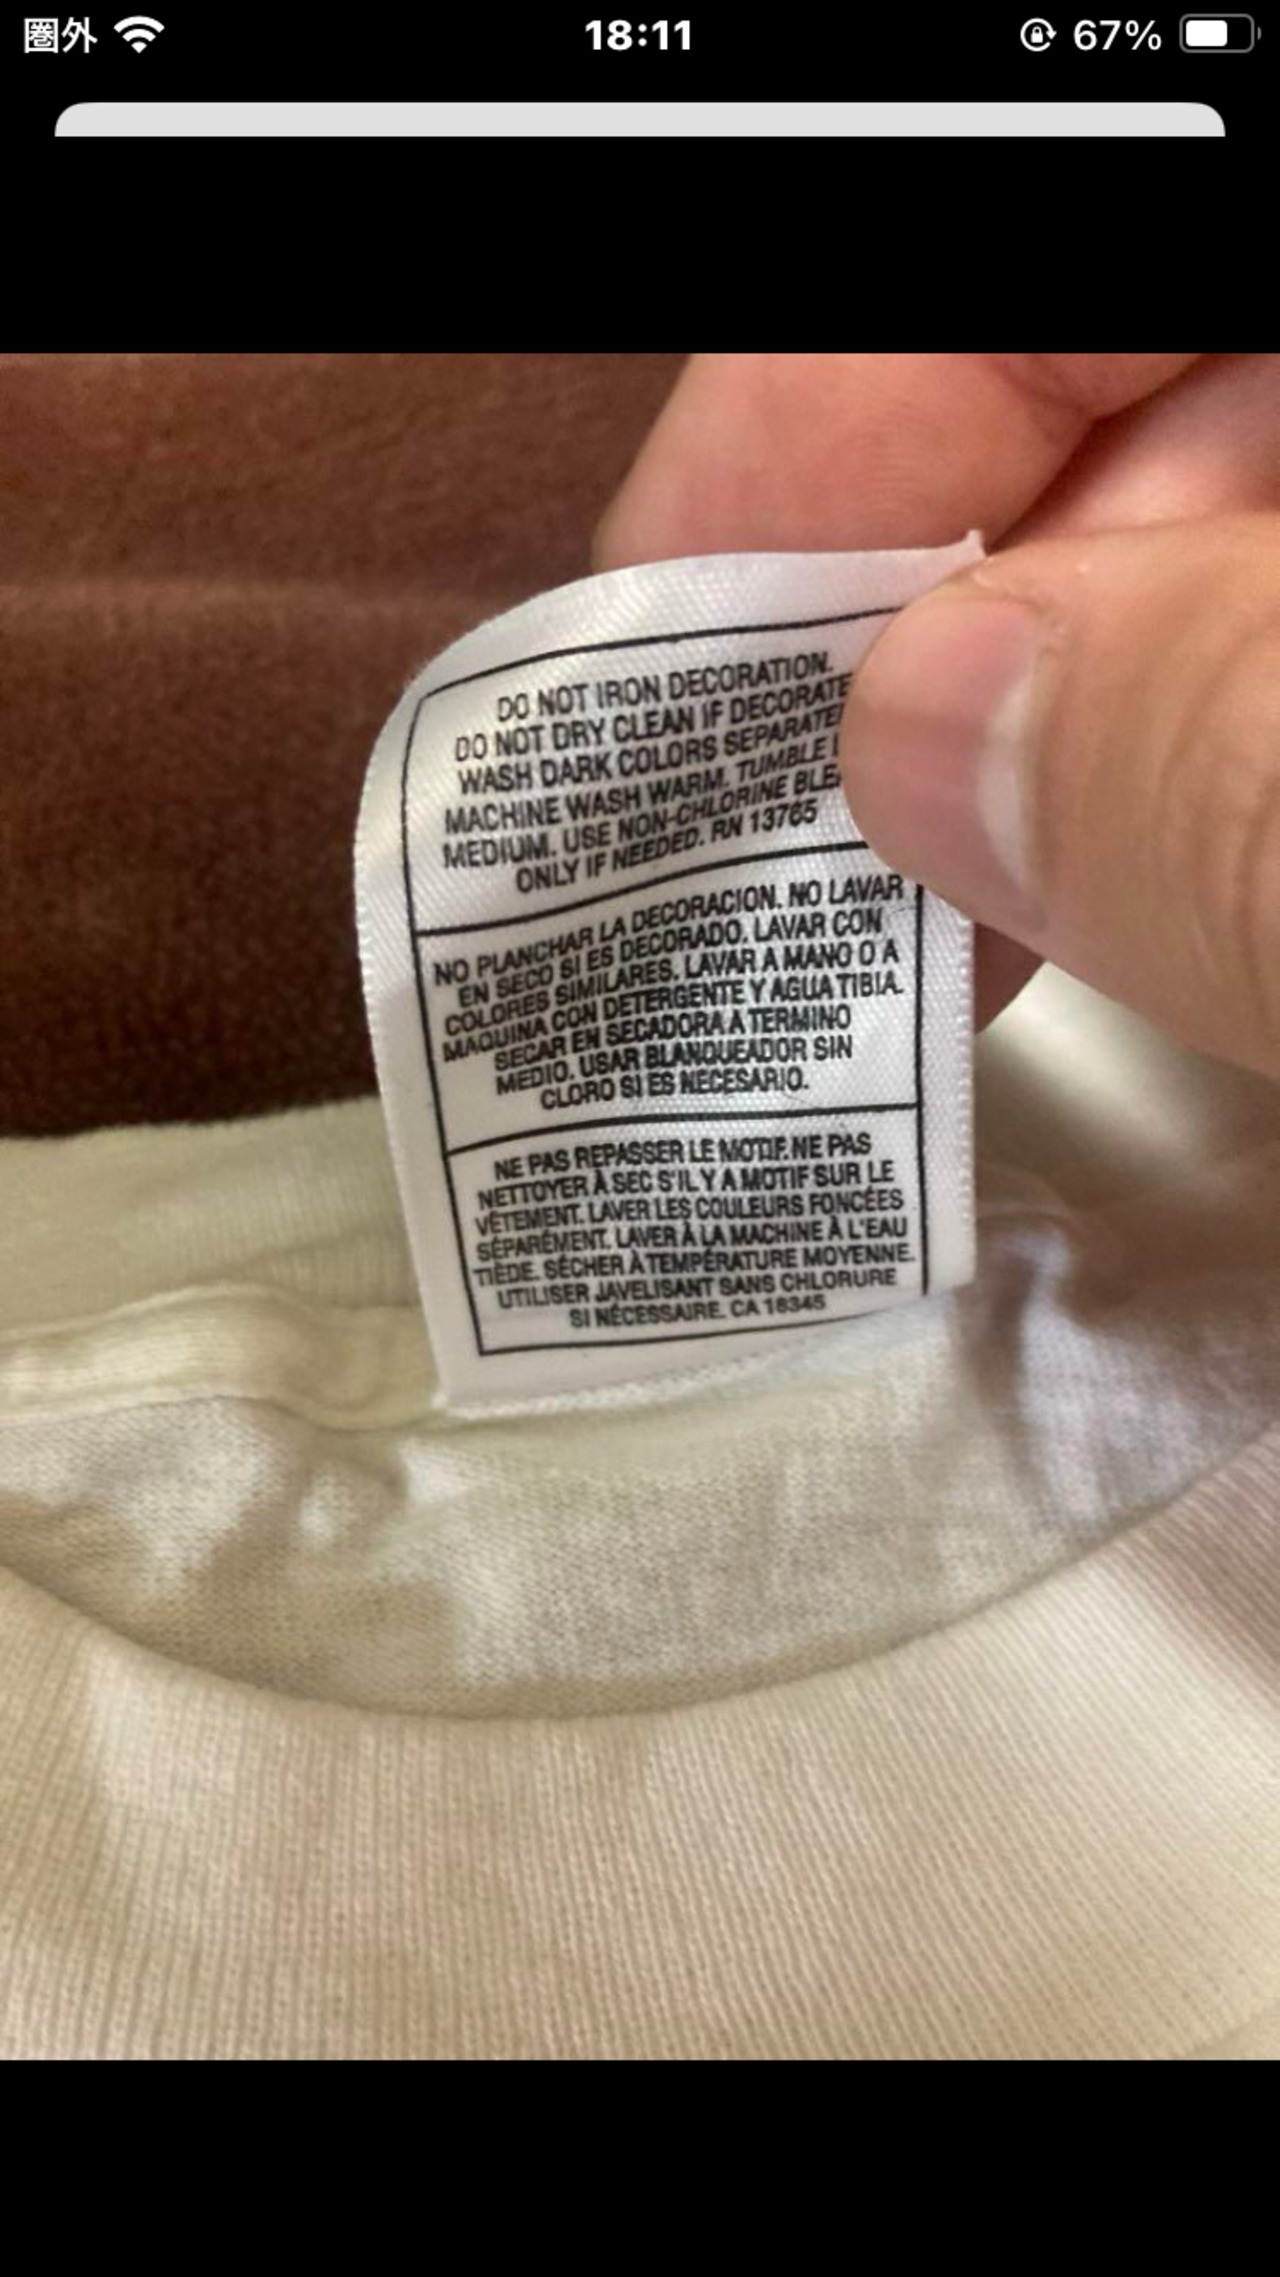 圏外 18:11 67%
DO NOT IRON DECORATION.
DO NOT DRY CLEAN IF DECORATE
WASH DARK COLORS SEPARATE
MACHINE WASH WARM. TUMBLE
MEDIUM. USE NON-CHLORINE BLE
ONLY IF NEEDED. RN 13765
NO PLANCHAR LA DECORACION. NO LAVAR
EN SECO SI ES DECORADO. LAVAR CON
COLORES SIMILARES. LAVAR A MANO O A
MAQUINA CON DETERGENTE Y AGUA TIBIA.
SECAR EN SECADORA A TERMINO
MEDIO. USAR BLANQUEADOR SIN
CLORO SI ES NECESARIO.
NE PAS REPASSER LE MOTIF. NE PAS
NETTOYER À SEC S'IL Y A MOTIF SUR LE
VÊTEMENT. LAVER LES COULEURS FONCÉES
SÉPARÉMENT. LAVER À LA MACHINE À L'EAU
TIÈDE. SÉCHER À TEMPÉRATURE MOYENNE.
UTILISER JAVELISANT SANS CHLORURE
SI NÉCESSAIRE. CA 18345